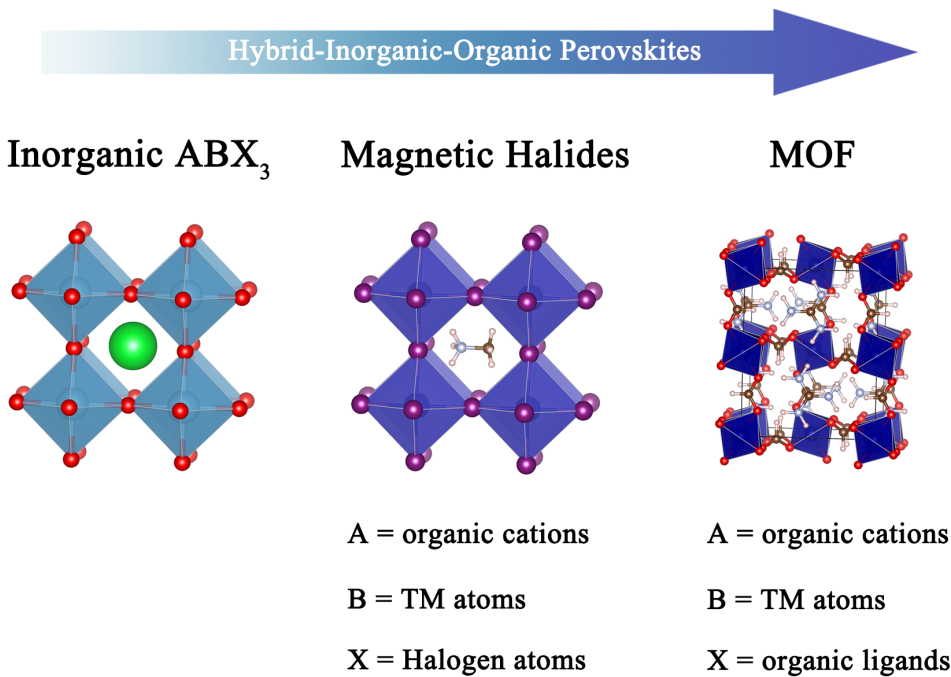 Hybrid-Inorganic-Organic Perovskites
Inorganic ABX₃
Magnetic Halides
MOF
A = organic cations
B = TM atoms
X = Halogen atoms
A = organic cations
B = TM atoms
X = organic ligands